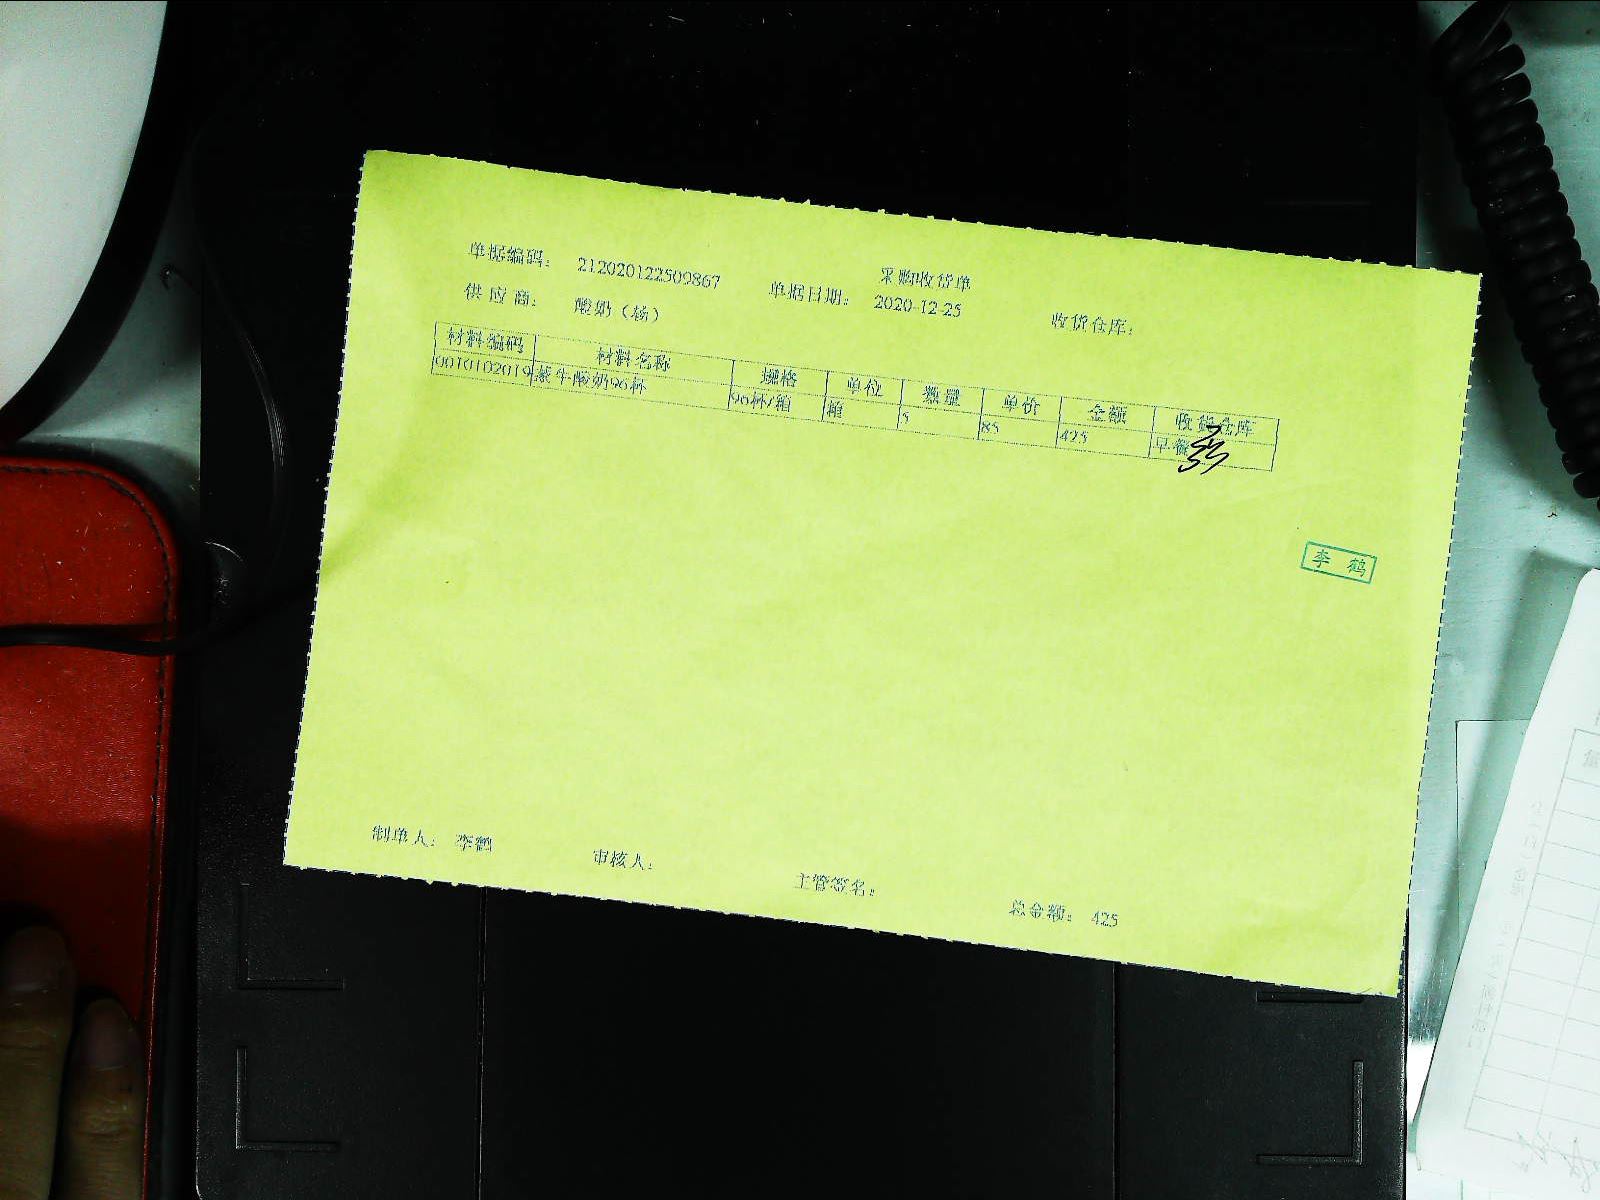 采购收货单
单据编码: 212020122509867 单据日期: 2020-12-25 收货仓库:
供应商: 酸奶（杨）
材料编码 材料名称 规格 单位 数量 单价 金额 收货仓库
0010102019 蒙牛酸奶96杯 96杯/箱 箱 5 85 425 早餐
李鹤
制单人: 李鹤 审核人: 主管签名: 总金额: 425